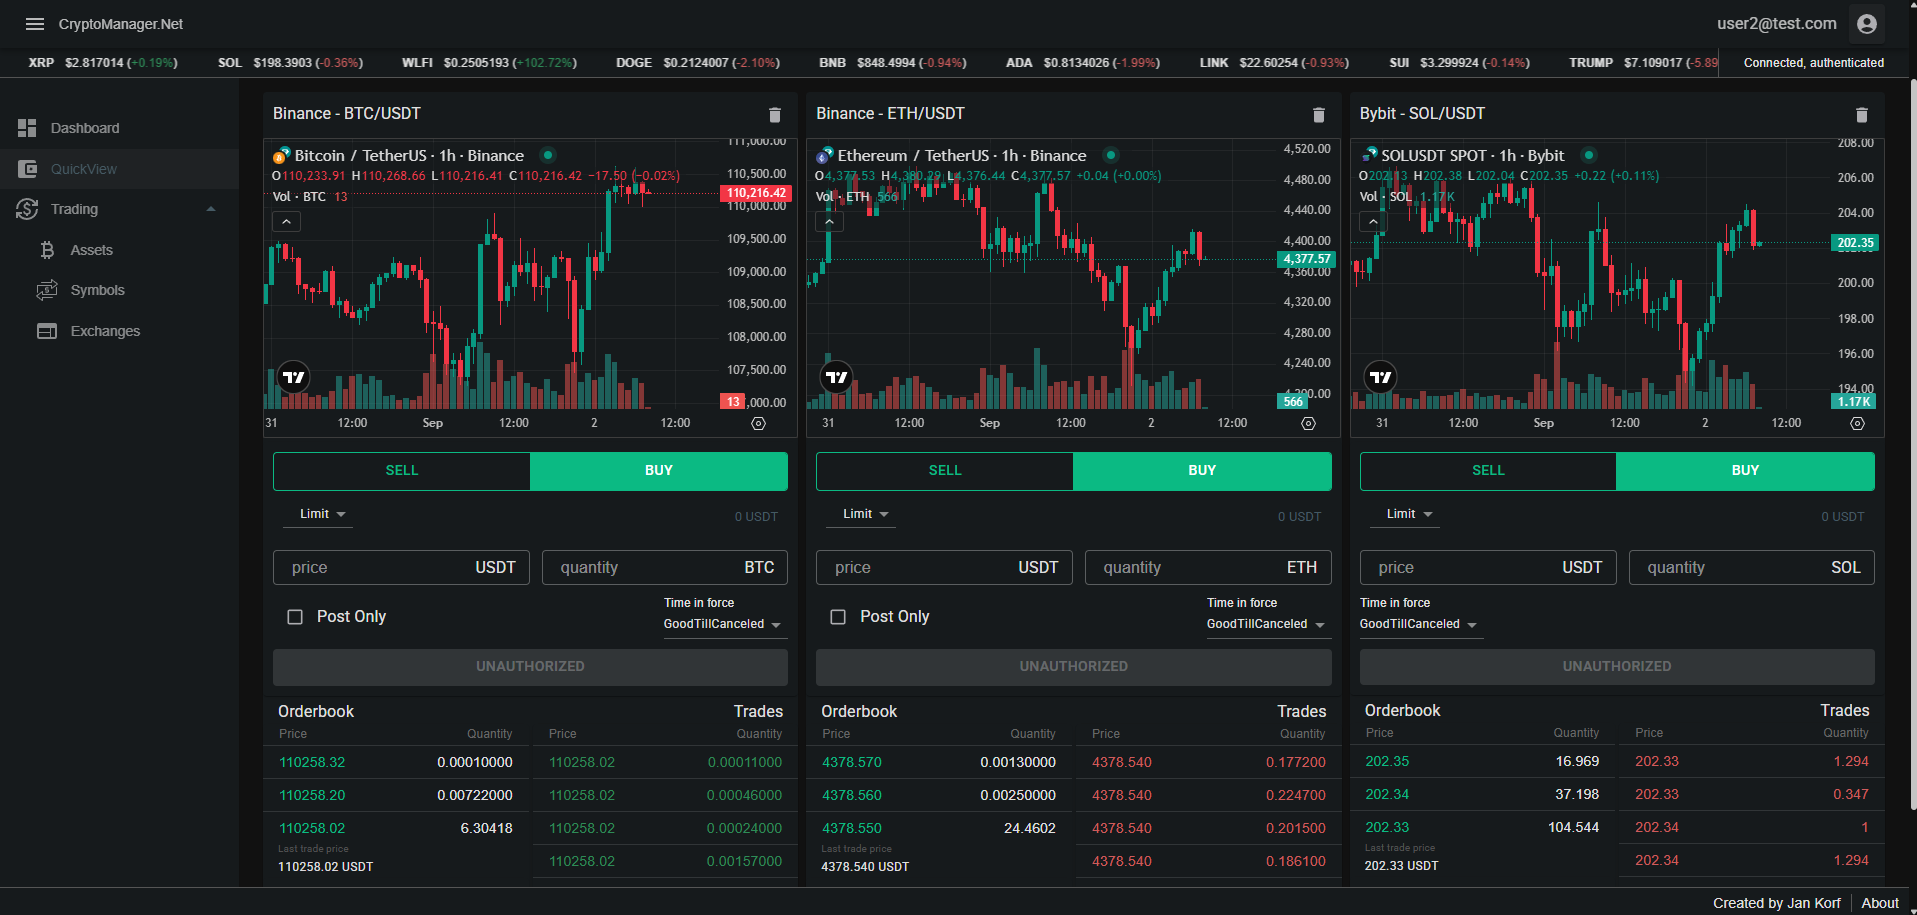 CryptoManager.Net
user2@test.com
XRP $2.817014 (+0.19%) SOL $198.3903 (-0.36%) WLFI $0.2505193 (+102.72%) DOGE $0.2124007 (-2.10%) BNB $848.4994 (-0.94%) ADA $0.8134026 (-1.99%) LINK $22.60254 (-0.93%) SUI $3.299924 (-0.14%) TRUMP $7.109017 (-5.89
Connected, authenticated
Dashboard
QuickView
Trading
Assets
Symbols
Exchanges
Binance - BTC/USDT
Bitcoin / TetherUS · 1h · Binance
O110,233.91 H110,268.66 L110,216.41 C110,216.42 −17.50 (−0.02%)
Vol · BTC 13
111,000.00
110,500.00
110,216.42
110,000.00
109,500.00
109,000.00
108,500.00
108,000.00
107,500.00
13 ,000.00
31 12:00 Sep 12:00 2 12:00
SELL BUY
Limit 0 USDT
price USDT quantity BTC
Post Only
Time in force
GoodTillCanceled
UNAUTHORIZED
Orderbook Trades
Price Quantity Price Quantity
110258.32 0.00010000 110258.02 0.00011000
110258.20 0.00722000 110258.02 0.00046000
110258.02 6.30418 110258.02 0.00024000
Last trade price
110258.02 USDT
110258.02 0.00157000
Binance - ETH/USDT
Ethereum / TetherUS · 1h · Binance
O4,377.53 H4,380.29 L4,376.44 C4,377.57 +0.04 (+0.00%)
Vol · ETH 566
4,520.00
4,480.00
4,440.00
4,400.00
4,377.57
4,360.00
4,320.00
4,280.00
4,240.00
4,200.00
566
31 12:00 Sep 12:00 2 12:00
SELL BUY
Limit 0 USDT
price USDT quantity ETH
Post Only
Time in force
GoodTillCanceled
UNAUTHORIZED
Orderbook Trades
Price Quantity Price Quantity
4378.570 0.00130000 4378.540 0.177200
4378.560 0.00250000 4378.540 0.224700
4378.550 24.4602 4378.540 0.201500
Last trade price
4378.540 USDT
4378.540 0.186100
Bybit - SOL/USDT
SOLUSDT SPOT · 1h · Bybit
O202.13 H202.38 L202.04 C202.35 +0.22 (+0.11%)
Vol · SOL 1.17K
208.00
206.00
204.00
202.35
200.00
198.00
196.00
194.00
1.17K
31 12:00 Sep 12:00 2 12:00
SELL BUY
Limit 0 USDT
price USDT quantity SOL
Time in force
GoodTillCanceled
UNAUTHORIZED
Orderbook Trades
Price Quantity Price Quantity
202.35 16.969 202.33 1.294
202.34 37.198 202.33 0.347
202.33 104.544 202.34 1
Last trade price
202.33 USDT
202.34 1.294
Created by Jan Korf About